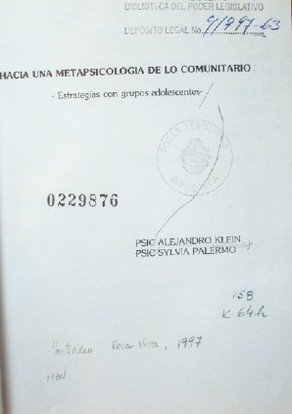 BIBLIOTECA DEL PODER LEGISLATIVO
DEPOSITO LEGAL No. 9/997-63
HACIA UNA METAPSICOLOGIA DE LO COMUNITARIO
- Estrategias con grupos adolescentes-
BIBLIOTECA
0229876
PSIC ALEJANDRO KLEIN
PSIC SYLVIA PALERMO
158
K 64h
Montevideo, Roca Viva, 1997